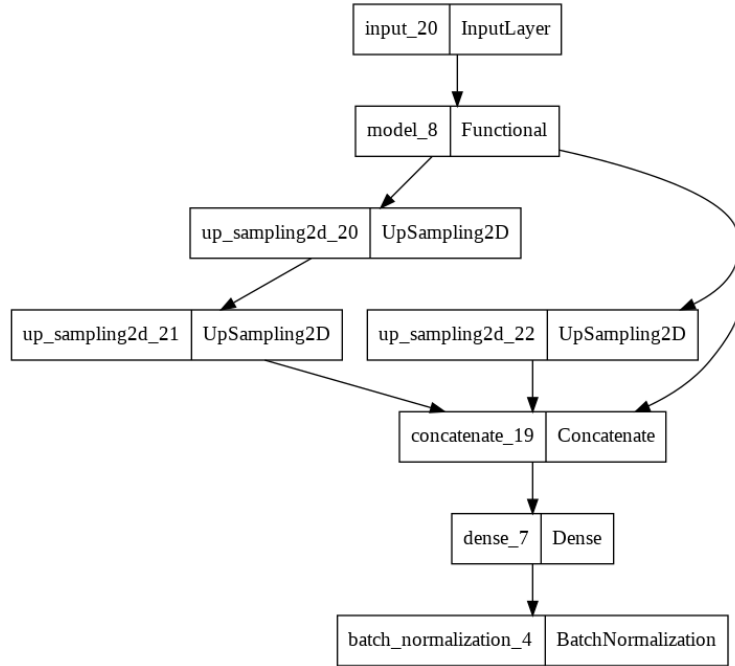 input_20 InputLayer
model_8 Functional
up_sampling2d_20 UpSampling2D
up_sampling2d_21 UpSampling2D
up_sampling2d_22 UpSampling2D
concatenate_19 Concatenate
dense_7 Dense
batch_normalization_4 BatchNormalization